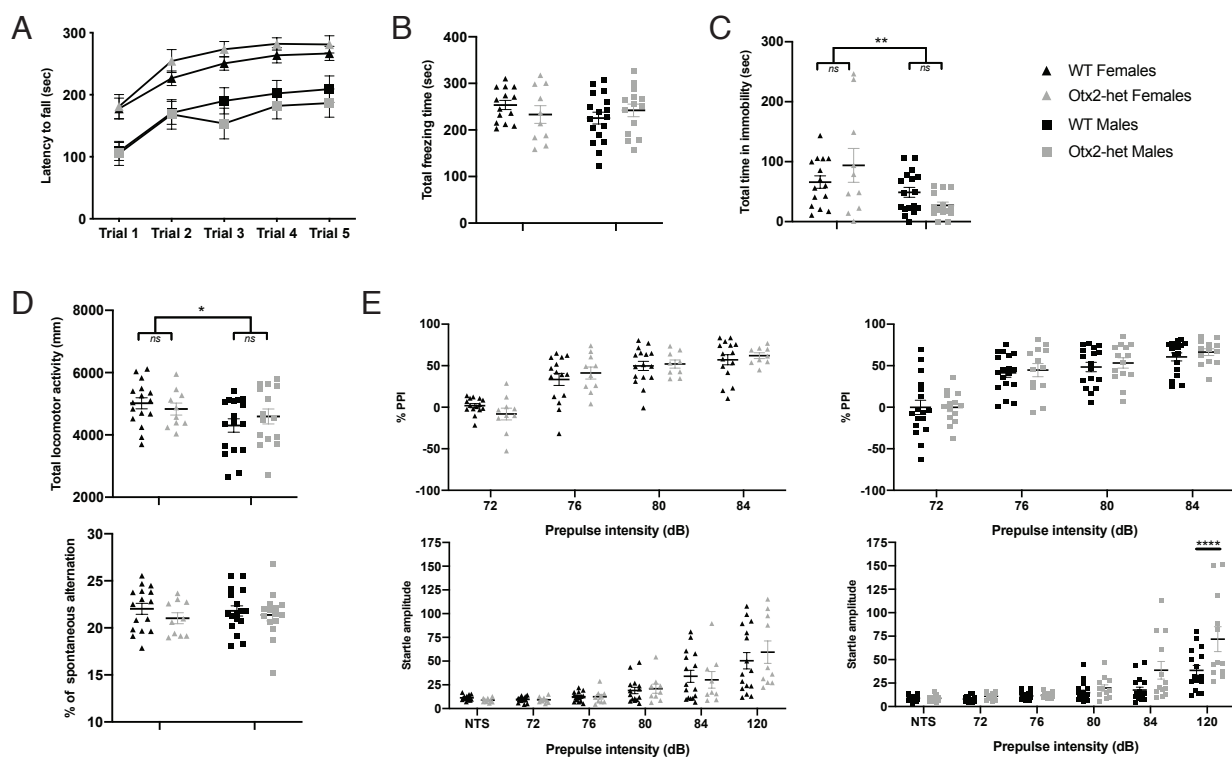 A
Latency to fall (sec)
300
200
100
0
Trial 1 Trial 2 Trial 3 Trial 4 Trial 5
B
Total freezing time (sec)
400
300
200
100
0
C
Total time in immobility (sec)
300
200
100
0
**
ns ns
WT Females
Otx2-het Females
WT Males
Otx2-het Males
D
Total locomotor activity (mm)
8000
6000
4000
2000
*
ns ns
% of spontaneous alternation
30
25
20
15
10
E
% PPI
100
50
0
-50
-100
72 76 80 84
Prepulse intensity (dB)
% PPI
100
50
0
-50
-100
72 76 80 84
Prepulse intensity (dB)
Startle amplitude
175
150
125
100
75
50
25
0
NTS 72 76 80 84 120
Prepulse intensity (dB)
Startle amplitude
175
150
125
100
75
50
25
0
****
NTS 72 76 80 84 120
Prepulse intensity (dB)